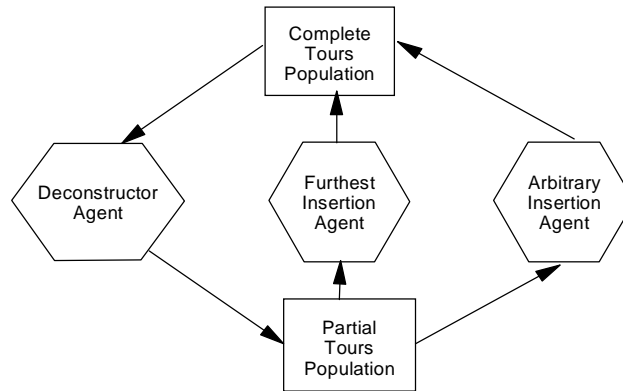 Complete
Tours
Population
Deconstructor
Agent
Furthest
Insertion
Agent
Arbitrary
Insertion
Agent
Partial
Tours
Population